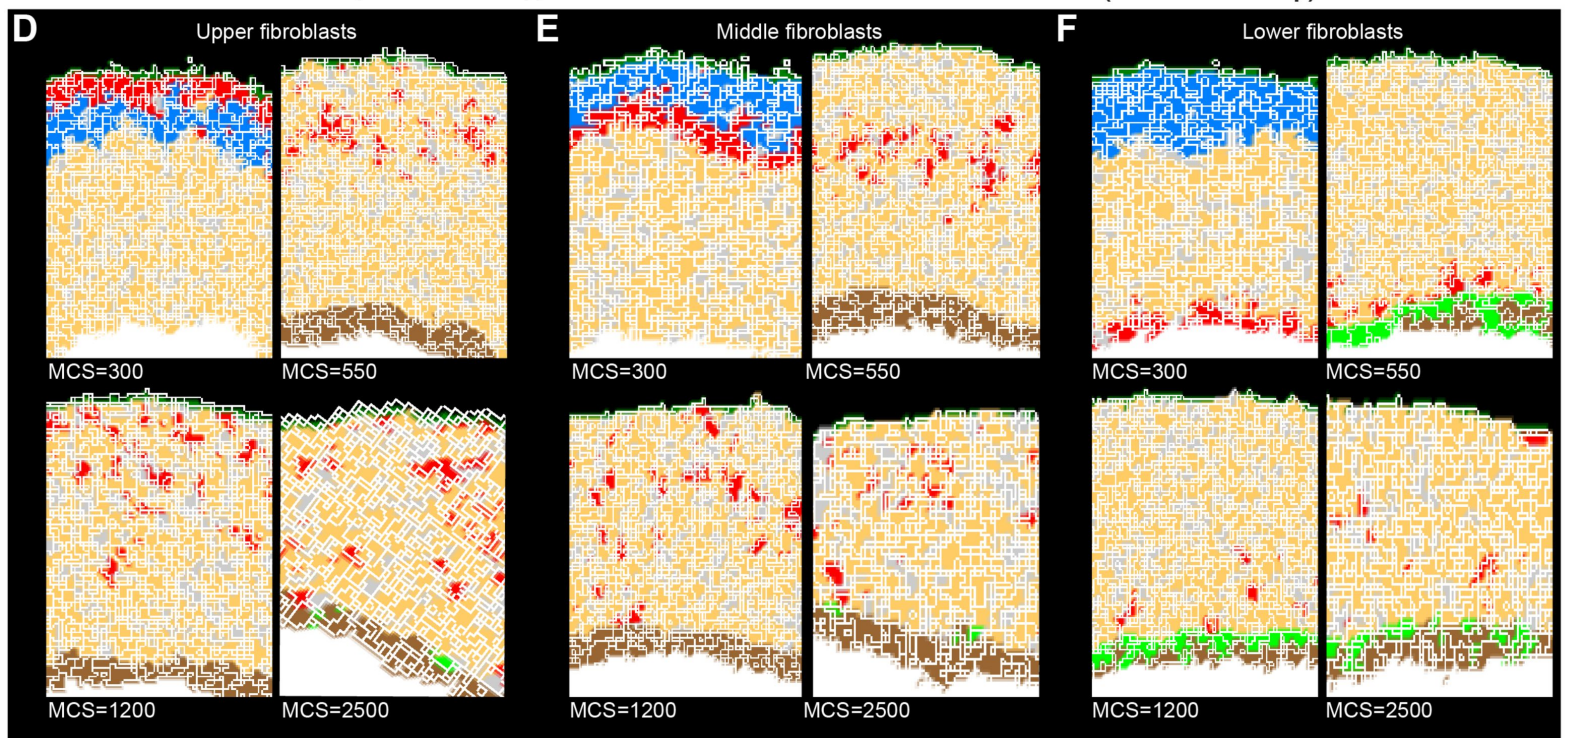 D Upper fibroblasts
E Middle fibroblasts
F Lower fibroblasts
MCS=300 MCS=550
MCS=300 MCS=550
MCS=300 MCS=550
MCS=1200 MCS=2500
MCS=1200 MCS=2500
MCS=1200 MCS=2500